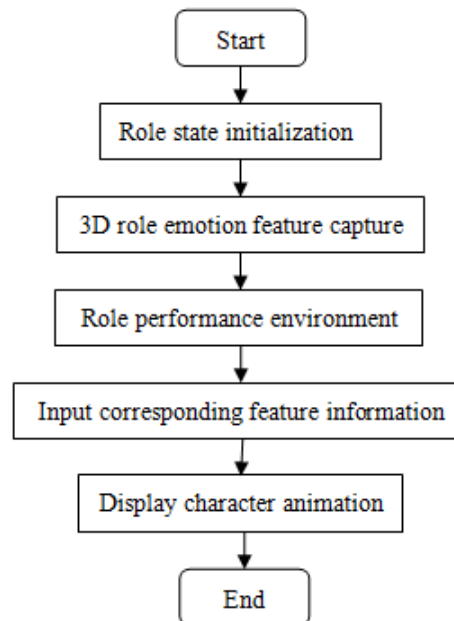 Start
Role state initialization
3D role emotion feature capture
Role performance environment
Input corresponding feature information
Display character animation
End